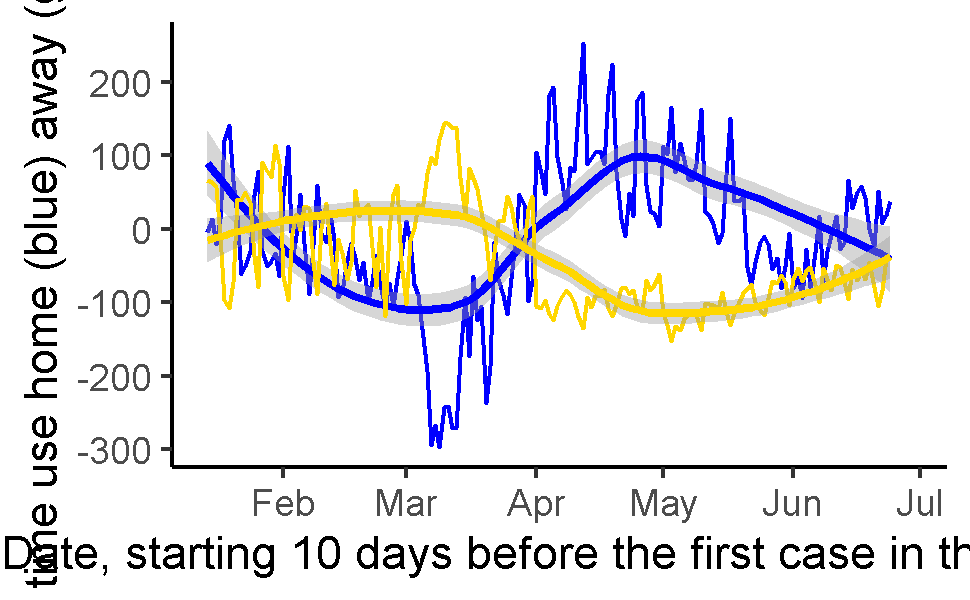 time use home (blue) away (
200
100
0
-100
-200
-300
Feb Mar Apr May Jun Jul
Date, starting 10 days before the first case in th